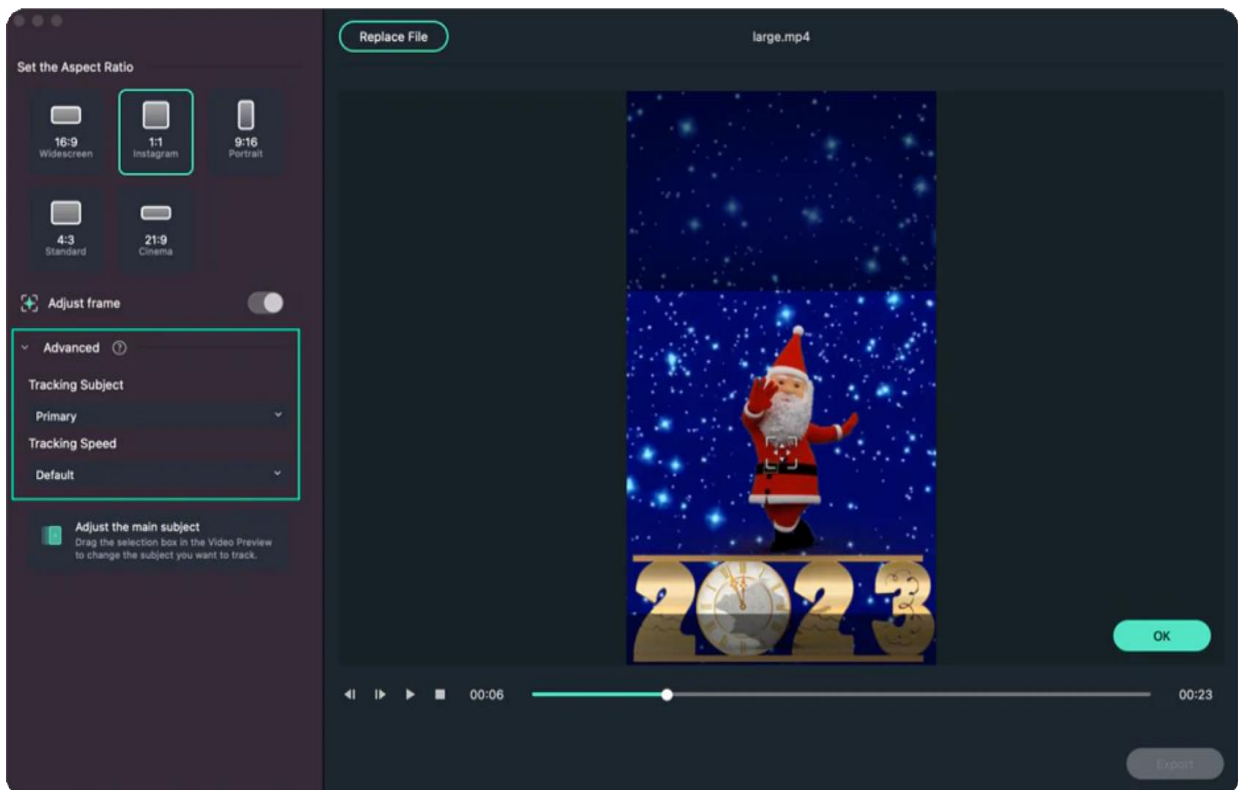 Replace File
large.mp4
Set the Aspect Ratio
16:9
Widescreen
1:1
Instagram
9:16
Portrait
4:3
Standard
21:9
Cinema
Adjust frame
Advanced
Tracking Subject
Primary
Tracking Speed
Default
Adjust the main subject
Drag the selection box in the Video Preview
to change the subject you want to track.
2023
OK
00:06
00:23
Export